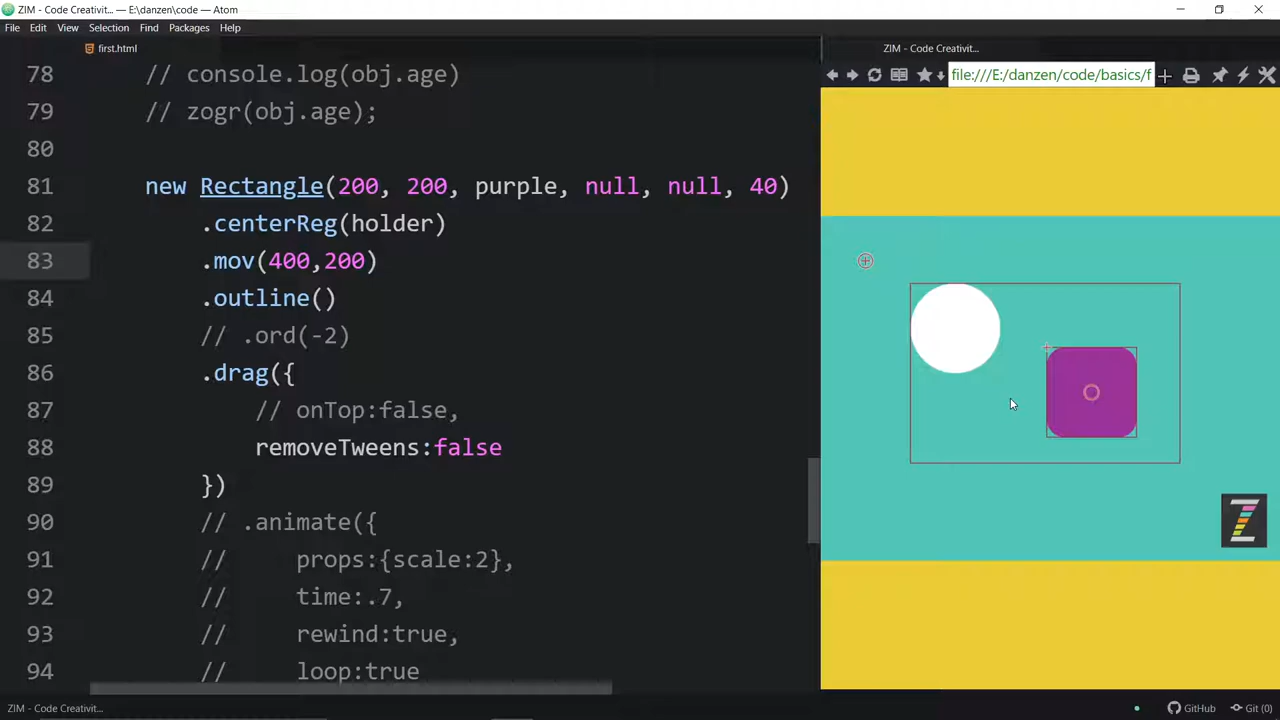 ZIM - Code Creativit... — E:\danzen\code — Atom
File Edit View Selection Find Packages Help
first.html
ZIM - Code Creativit...
file:///E:/danzen/code/basics/f
78 // console.log(obj.age)
79 // zogr(obj.age);
80
81 new Rectangle(200, 200, purple, null, null, 40)
82 .centerReg(holder)
83 .mov(400,200)
84 .outline()
85 // .ord(-2)
86 .drag({
87 // onTop:false,
88 removeTweens:false
89 })
90 // .animate({
91 // props:{scale:2},
92 // time:.7,
93 // rewind:true,
94 // loop:true
Z
ZIM - Code Creativit...
GitHub Git (0)